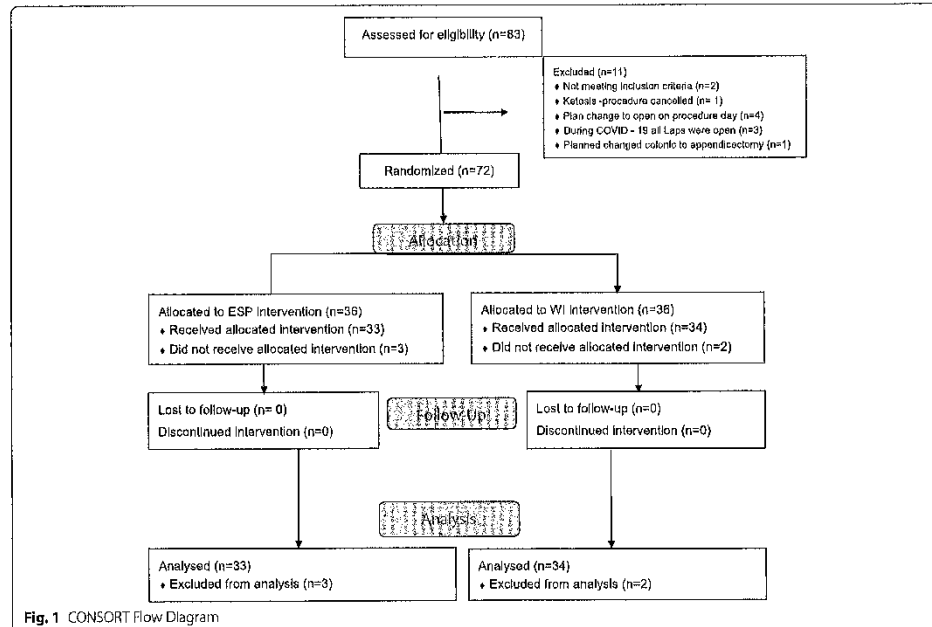 Assessed for eligibility (n=83)
Excluded (n=11)
♦ Not meeting inclusion criteria (n=2)
♦ Ketosis -procedure cancelled (n= 1)
♦ Plan change to open on procedure day (n=4)
♦ During COVID - 19 all Laps were open (n=3)
♦ Planned changed colonic to appendicectomy (n=1)
Randomized (n=72)
Allocation
Allocated to ESP intervention (n=36)
♦ Received allocated intervention (n=33)
♦ Did not receive allocated intervention (n=3)
Allocated to WI intervention (n=36)
♦ Received allocated intervention (n=34)
♦ Did not receive allocated intervention (n=2)
Lost to follow-up (n= 0)
Discontinued intervention (n=0)
Follow-Up
Lost to follow-up (n=0)
Discontinued intervention (n=0)
Analysis
Analysed (n=33)
♦ Excluded from analysis (n=3)
Analysed (n=34)
♦ Excluded from analysis (n=2)
Fig. 1 CONSORT Flow Diagram